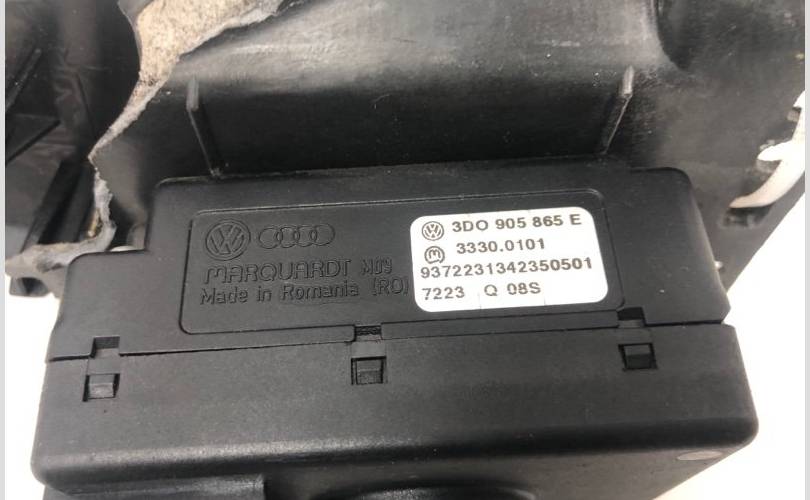 MARQUARDT M09
Made in Romania (RO)
3D0 905 865 E
3330.0101
9372231342350501
7223 Q 08S